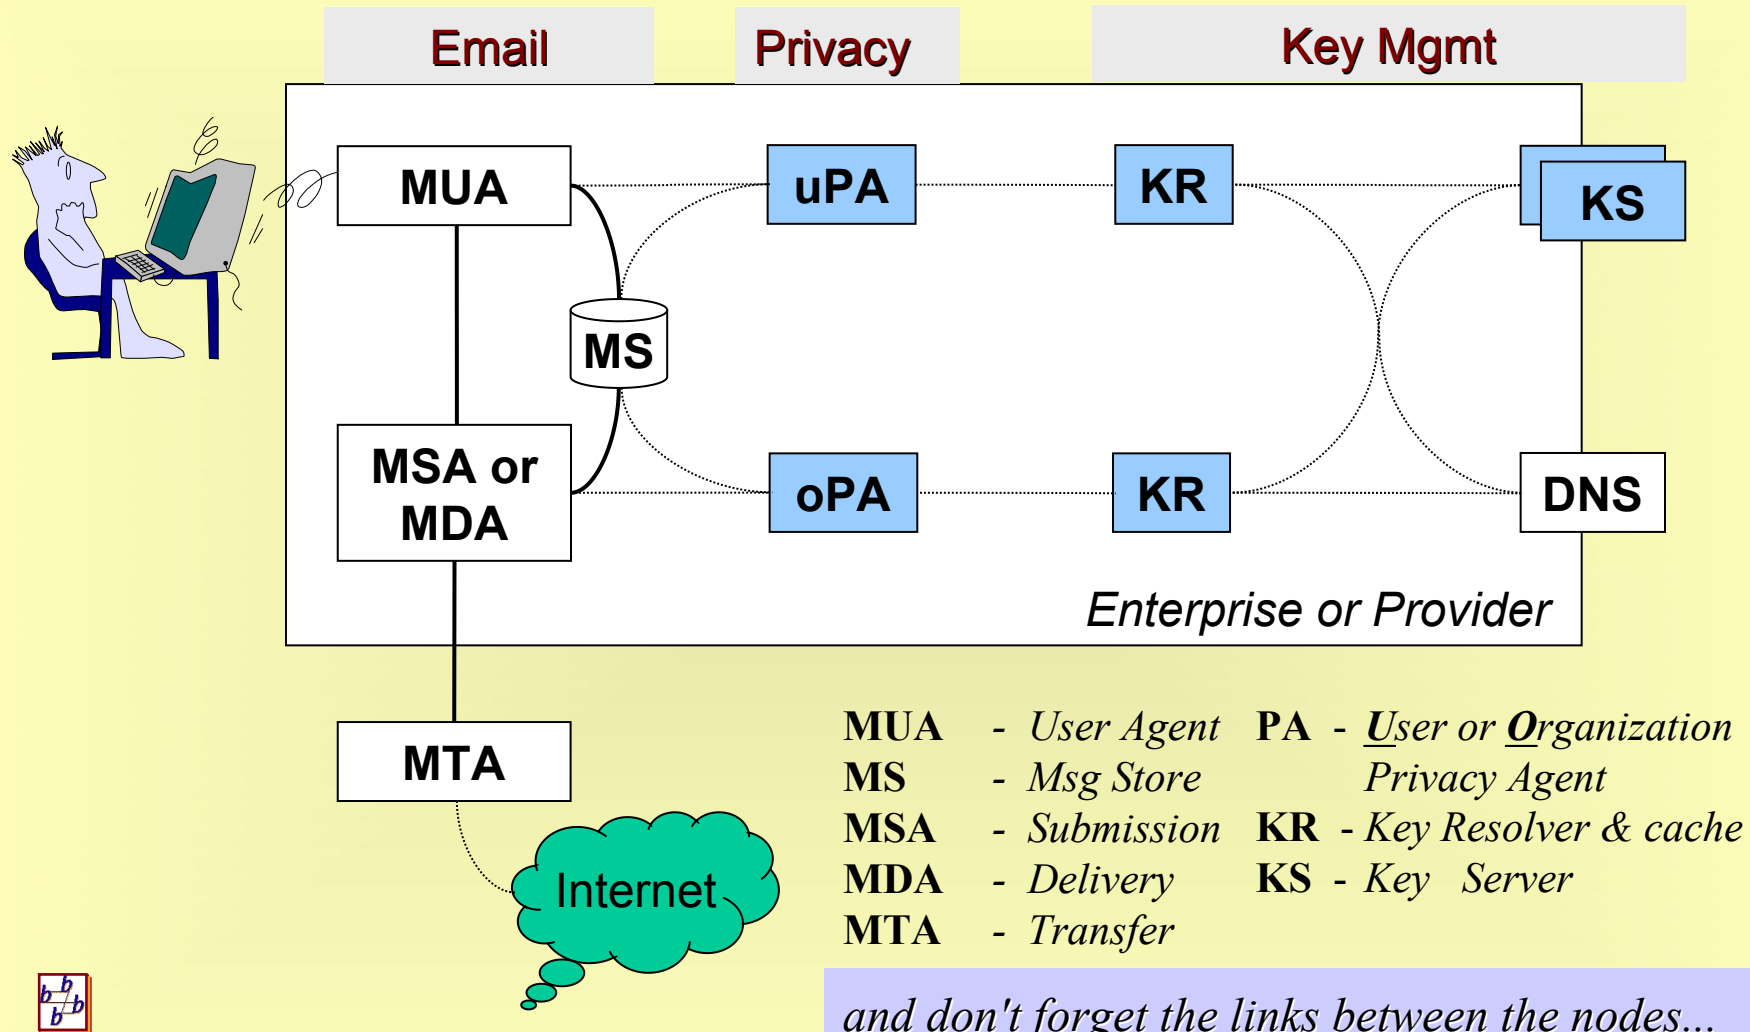 Email
Privacy
Key Mgmt
MUA
uPA
KR
KS
MS
MSA or
MDA
oPA
KR
DNS
Enterprise or Provider
MTA
Internet
MUA - User Agent
MS - Msg Store
MSA - Submission
MDA - Delivery
MTA - Transfer
PA - User or Organization
Privacy Agent
KR - Key Resolver & cache
KS - Key Server
b
b
b
b
and don't forget the links between the nodes...